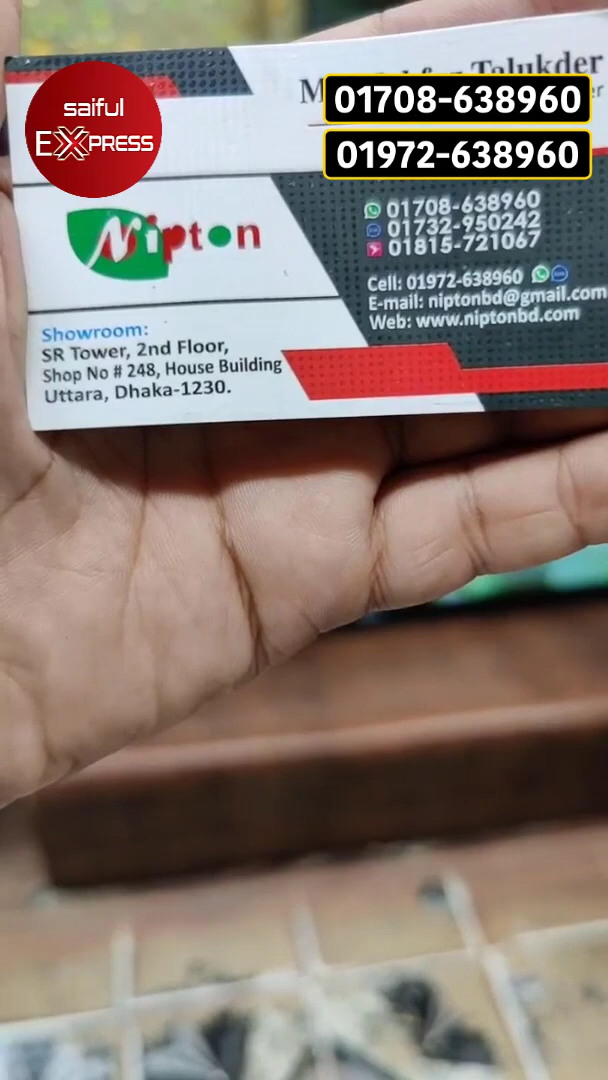 saiful
EXPRESS
Talukder
01708-638960
01972-638960
Nipton
01708-638960
01732-950242
01815-721067
Cell: 01972-638960
E-mail: niptonbd@gmail.com
Web: www.niptonbd.com
Showroom:
SR Tower, 2nd Floor,
Shop No # 248, House Building
Uttara, Dhaka-1230.